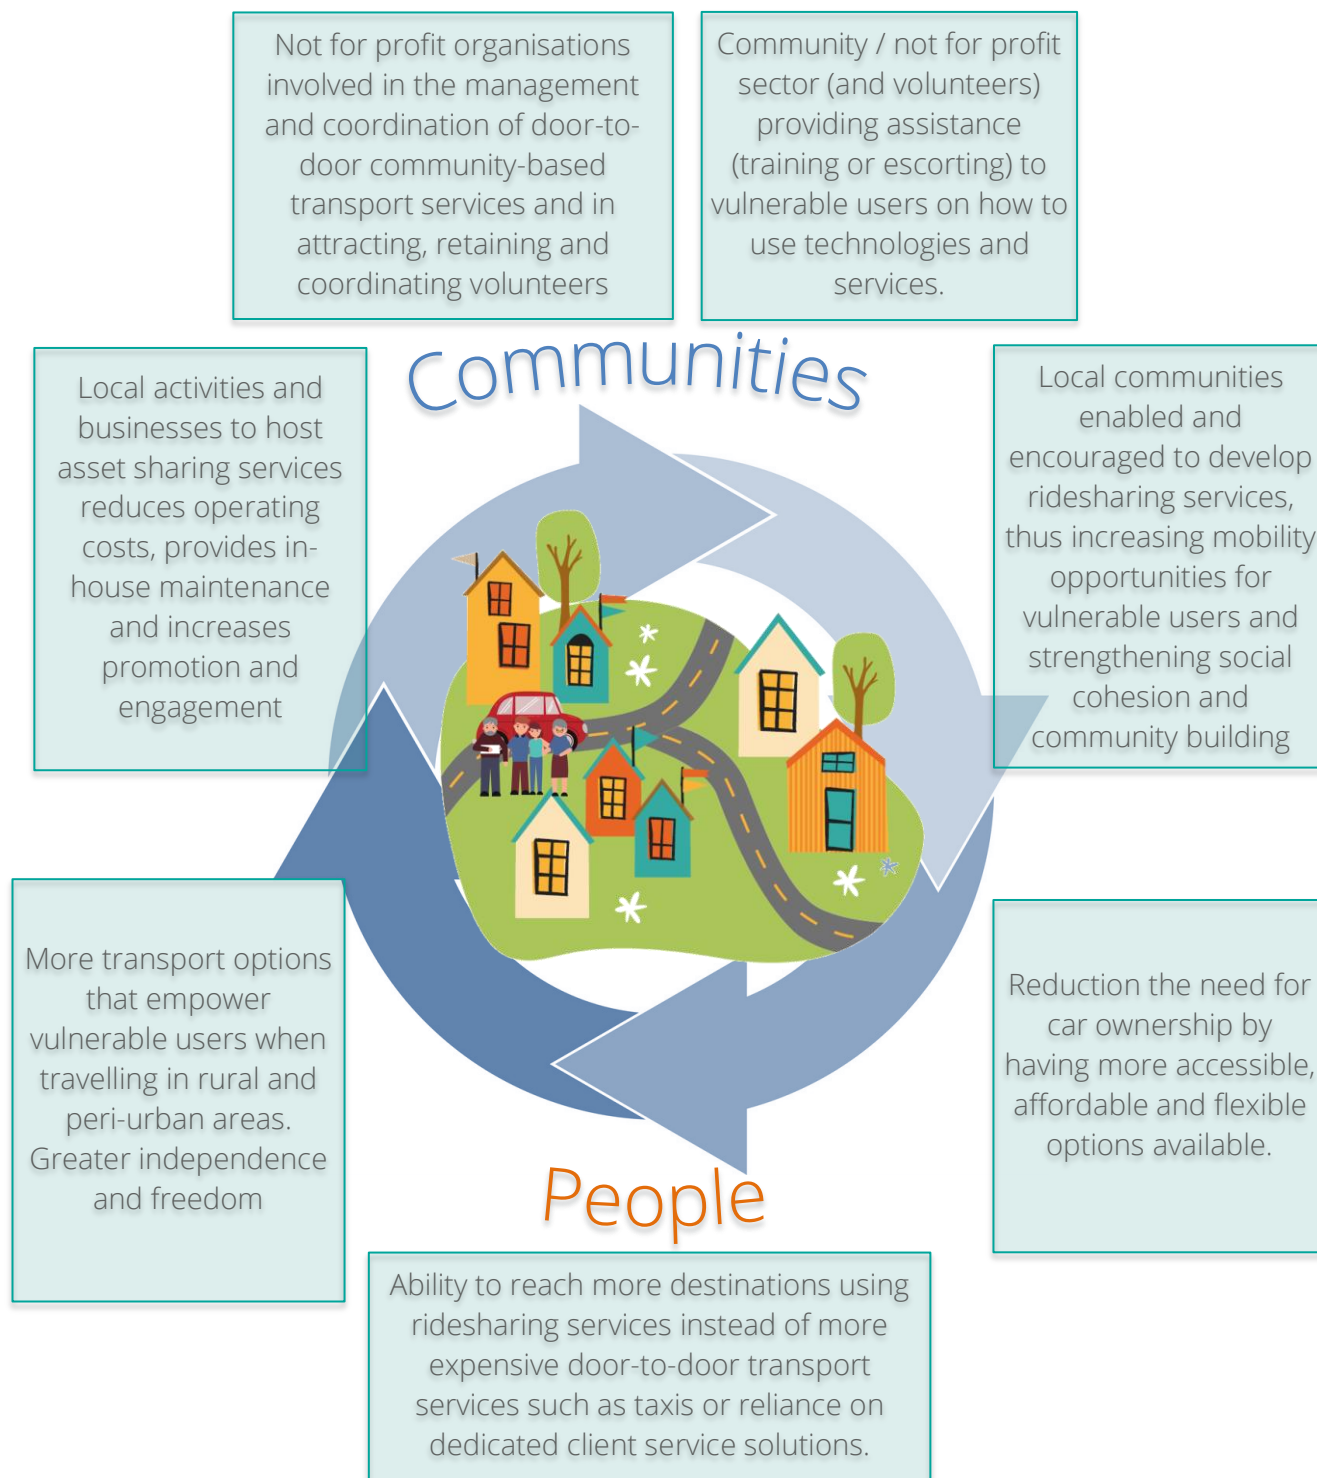 Not for profit organisations
involved in the management
and coordination of door-to-
door community-based
transport services and in
attracting, retaining and
coordinating volunteers
Community / not for profit
sector (and volunteers)
providing assistance
(training or escorting) to
vulnerable users on how to
use technologies and
services.
Communities
Local activities and
businesses to host
asset sharing services
reduces operating
costs, provides in-
house maintenance
and increases
promotion and
engagement
Local communities
enabled and
encouraged to develop
ridesharing services,
thus increasing mobility
opportunities for
vulnerable users and
strengthening social
cohesion and
community building
More transport options
that empower
vulnerable users when
travelling in rural and
peri-urban areas.
Greater independence
and freedom
Reduction the need for
car ownership by
having more accessible,
affordable and flexible
options available.
People
Ability to reach more destinations using
ridesharing services instead of more
expensive door-to-door transport
services such as taxis or reliance on
dedicated client service solutions.